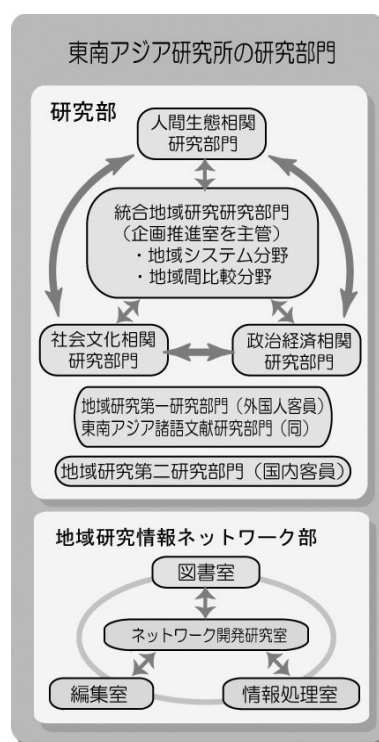 東南アジア研究所の研究部門
研究部
人間生態相関
研究部門
統合地域研究研究部門
(企画推進室を主管)
・地域システム分野
・地域間比較分野
社会文化相関
研究部門
政治経済相関
研究部門
地域研究第一研究部門(外国人客員)
東南アジア諸語文献研究部門(同)
地域研究第二研究部門(国内客員)
地域研究情報ネットワーク部
図書室
ネットワーク開発研究室
編集室
情報処理室